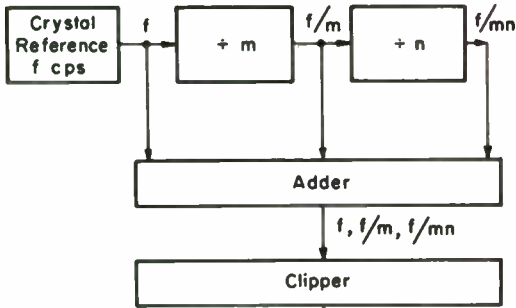 Crystal
Reference
f cps
f
÷ m
f/m
÷ n
f/mn
Adder
f, f/m, f/mn
Clipper